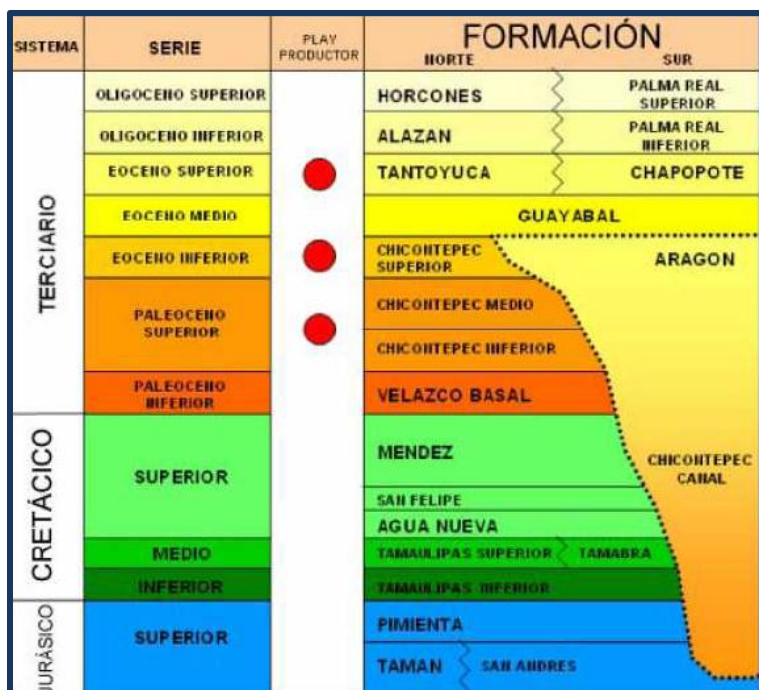 SISTEMA
SERIE
PLAY
PRODUCTOR
FORMACIÓN
NORTE
SUR
OLIGOCENO SUPERIOR
HORCONES
PALMA REAL
SUPERIOR
OLIGOCENO INFERIOR
ALAZAN
PALMA REAL
INFERIOR
EOCENO SUPERIOR
TANTOYUCA
CHAPOPOTE
EOCENO MEDIO
GUAYABAL
TERCIARIO
EOCENO INFERIOR
CHICONTEPEC
SUPERIOR
ARAGON
PALEOCENO
SUPERIOR
CHICONTEPEC MEDIO
CHICONTEPEC INFERIOR
PALEOCENO
INFERIOR
VELAZCO BASAL
CRETÁCICO
SUPERIOR
MENDEZ
CHICONTEPEC
CANAL
SAN FELIPE
AGUA NUEVA
MEDIO
TAMAULIPAS SUPERIOR
TAMABRA
INFERIOR
TAMAULIPAS INFERIOR
JURÁSICO
SUPERIOR
PIMIENTA
TAMAN
SAN ANDRES